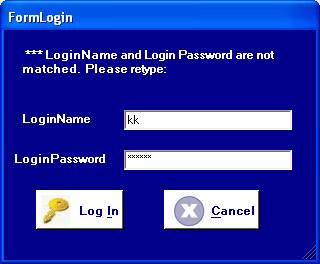 FormLogin
*** LoginName and Login Password are not
matched. Please retype:
LoginName
kk
LoginPassword
******
Log In
Cancel